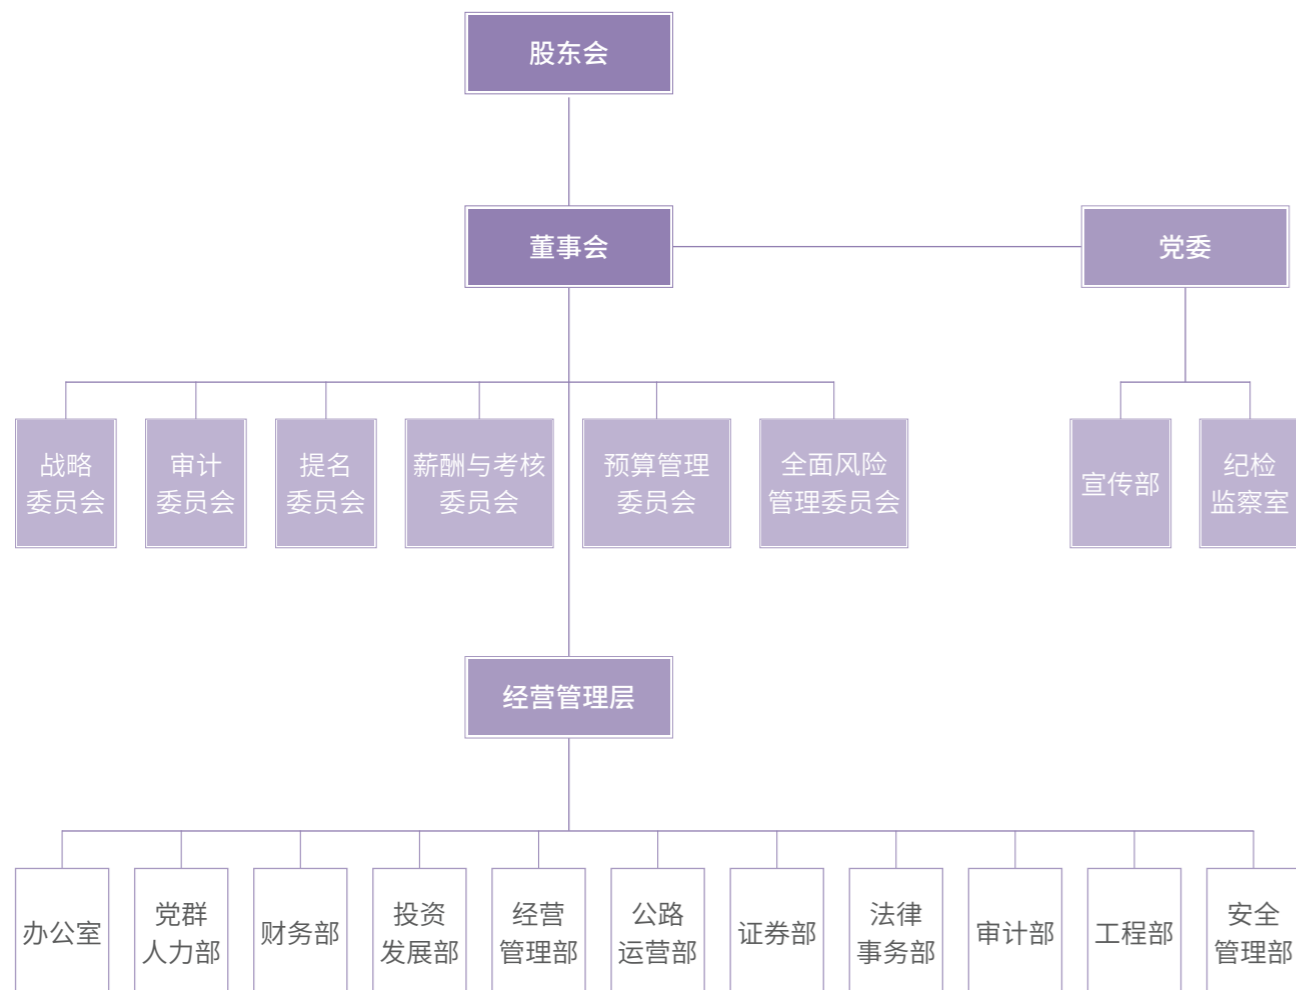 股东会
董事会
党委
战略
委员会
审计
委员会
提名
委员会
薪酬与考核
委员会
预算管理
委员会
全面风险
管理委员会
宣传部
纪检
监察室
经营管理层
办公室
党群
人力部
财务部
投资
发展部
经营
管理部
公路
运营部
证券部
法律
事务部
审计部
工程部
安全
管理部